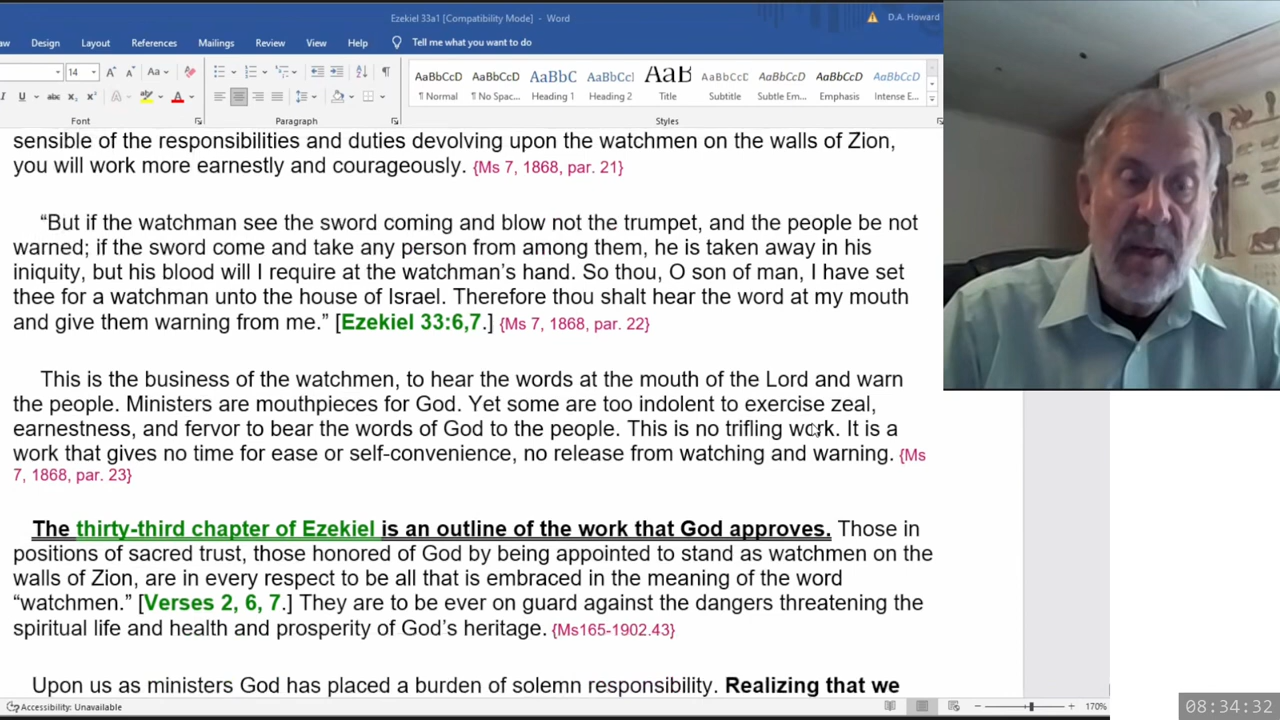 Ezekiel 33a1 [Compatibility Mode] - Word
D.A. Howard
aw Design Layout References Mailings Review View Help Tell me what you want to do
14 Aa
AaBbCcD AaBbCcD AaBbC AaBbCcl AaB AaBbCcD AaBbCcD AaBbCcD AaBbCcD
I U abc X₂ X² A A
¶ Normal ¶ No Spac... Heading 1 Heading 2 Title Subtitle Subtle Em... Emphasis Intense E...
Font Paragraph Styles
sensible of the responsibilities and duties devolving upon the watchmen on the walls of Zion,
you will work more earnestly and courageously. {Ms 7, 1868, par. 21}
“But if the watchman see the sword coming and blow not the trumpet, and the people be not
warned; if the sword come and take any person from among them, he is taken away in his
iniquity, but his blood will I require at the watchman’s hand. So thou, O son of man, I have set
thee for a watchman unto the house of Israel. Therefore thou shalt hear the word at my mouth
and give them warning from me.” [Ezekiel 33:6,7.] {Ms 7, 1868, par. 22}
This is the business of the watchmen, to hear the words at the mouth of the Lord and warn
the people. Ministers are mouthpieces for God. Yet some are too indolent to exercise zeal,
earnestness, and fervor to bear the words of God to the people. This is no trifling work. It is a
work that gives no time for ease or self-convenience, no release from watching and warning. {Ms
7, 1868, par. 23}
The thirty-third chapter of Ezekiel is an outline of the work that God approves. Those in
positions of sacred trust, those honored of God by being appointed to stand as watchmen on the
walls of Zion, are in every respect to be all that is embraced in the meaning of the word
“watchmen.” [Verses 2, 6, 7.] They are to be ever on guard against the dangers threatening the
spiritual life and health and prosperity of God’s heritage. {Ms165-1902.43}
Upon us as ministers God has placed a burden of solemn responsibility. Realizing that we
Accessibility: Unavailable
170%
08:34:32